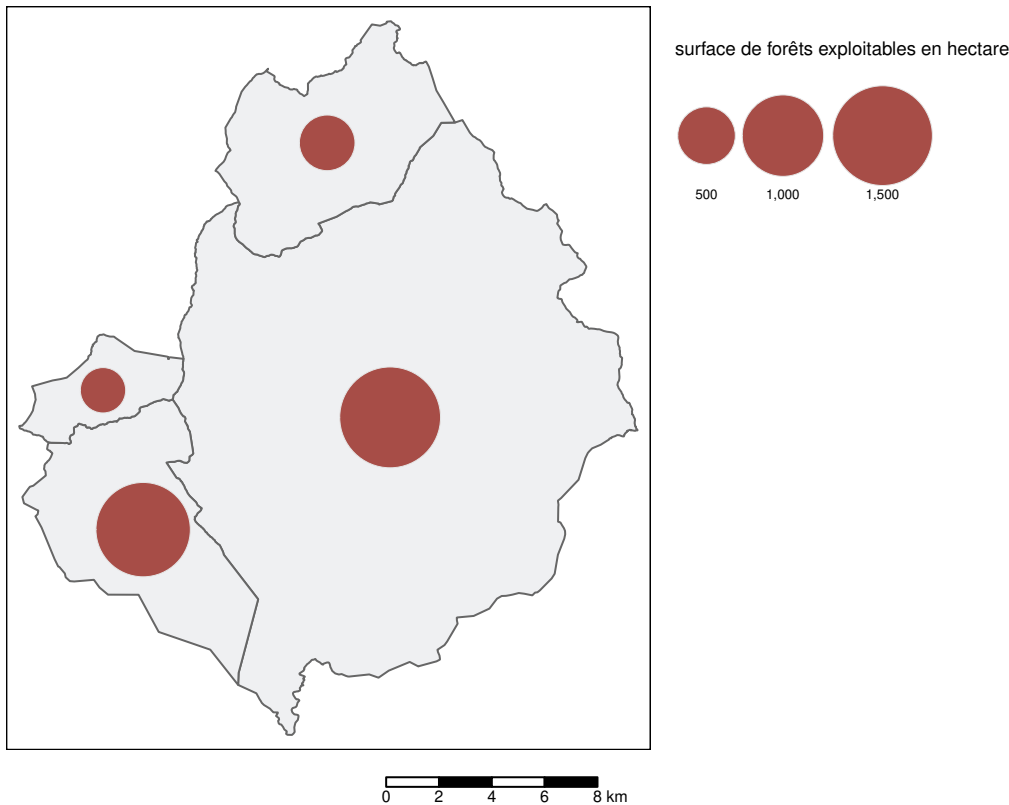 surface de forêts exploitables en hectare
500 1,000 1,500
0 2 4 6 8 km